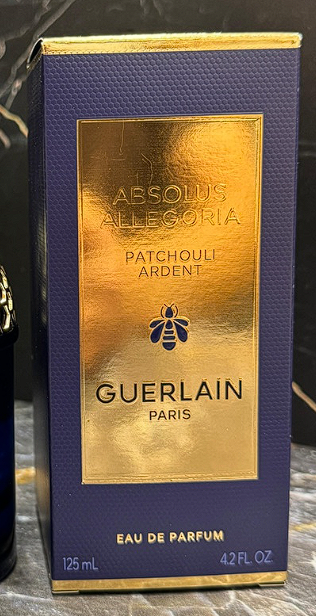 ABSOLUS
ALLEGORIA
PATCHOULI
ARDENT
GUERLAIN
PARIS
EAU DE PARFUM
125 mL 4.2 FL. OZ.